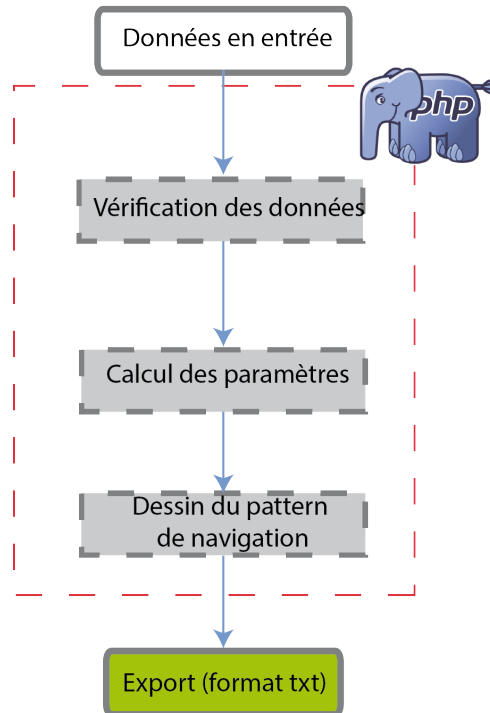 Données en entrée
php
Vérification des données
Calcul des paramètres
Dessin du pattern
de navigation
Export (format txt)